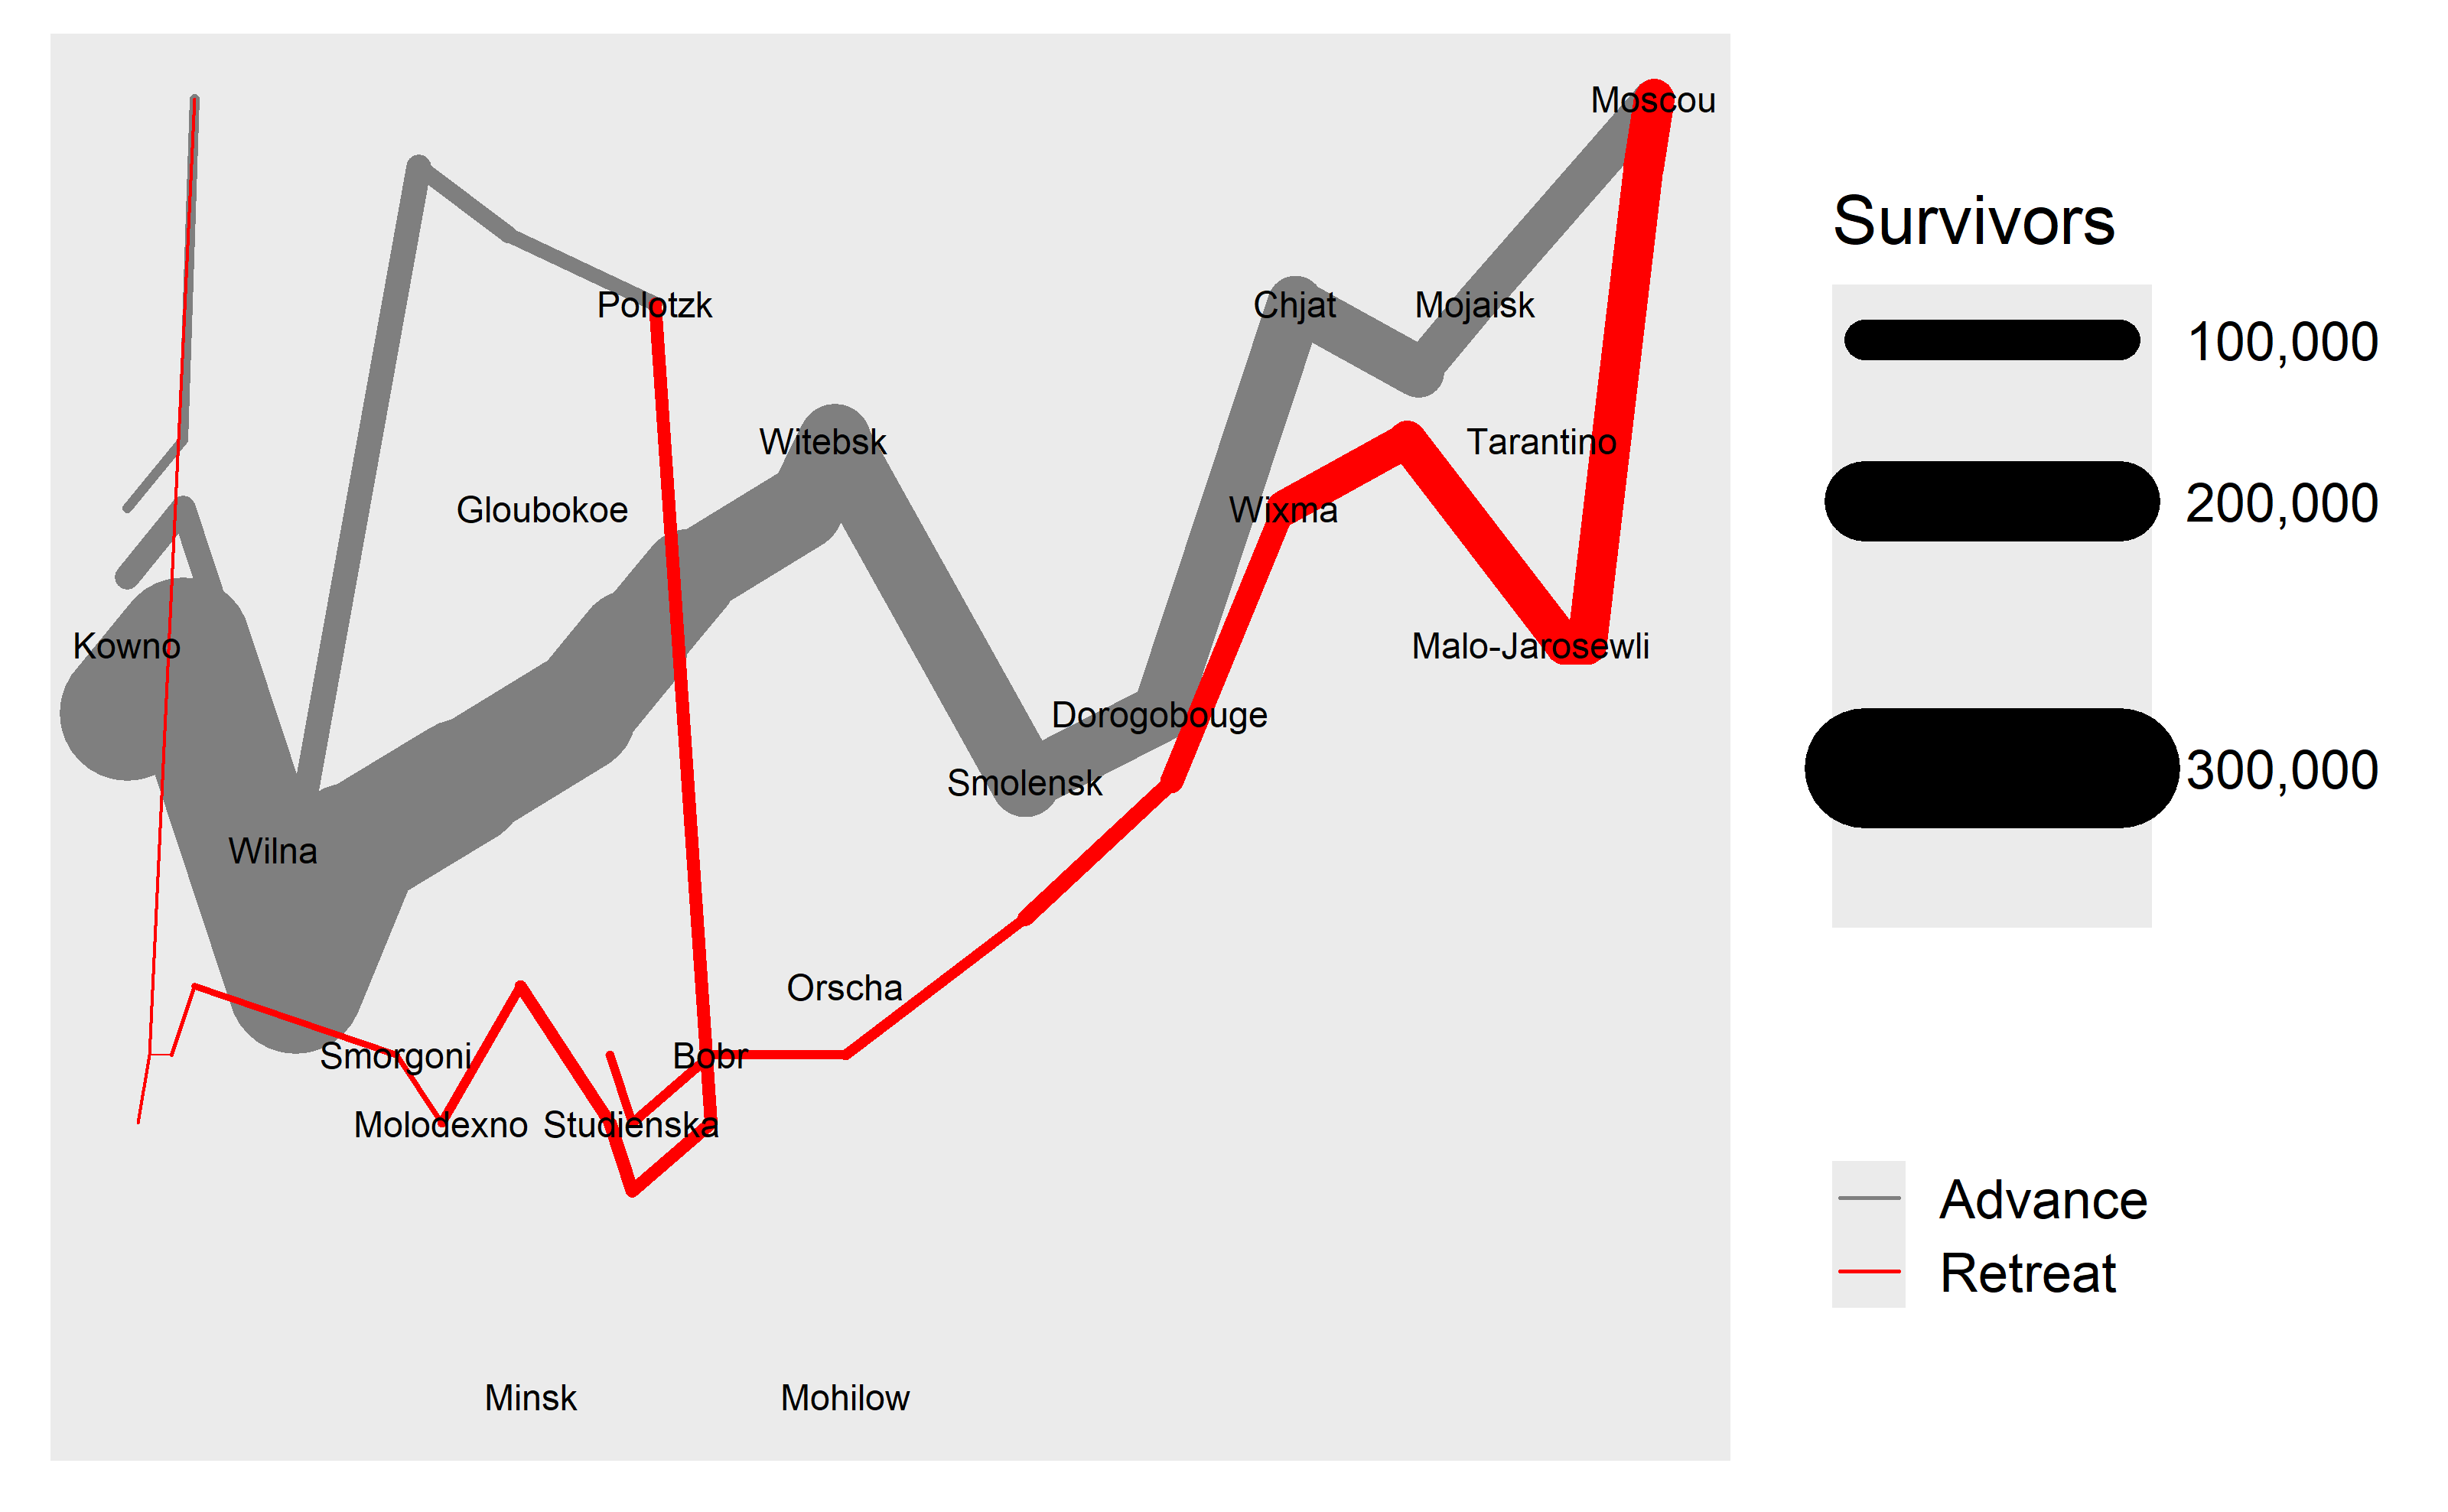 Moscou
Polotzk
Chjat
Mojaisk
Witebsk
Tarantino
Gloubokoe
Wixma
Kowno
Malo-Jarosewli
Dorogobouge
Smolensk
Wilna
Orscha
Smorgoni
Bobr
Molodexno
Studienska
Minsk
Mohilow
Survivors
100,000
200,000
300,000
Advance
Retreat